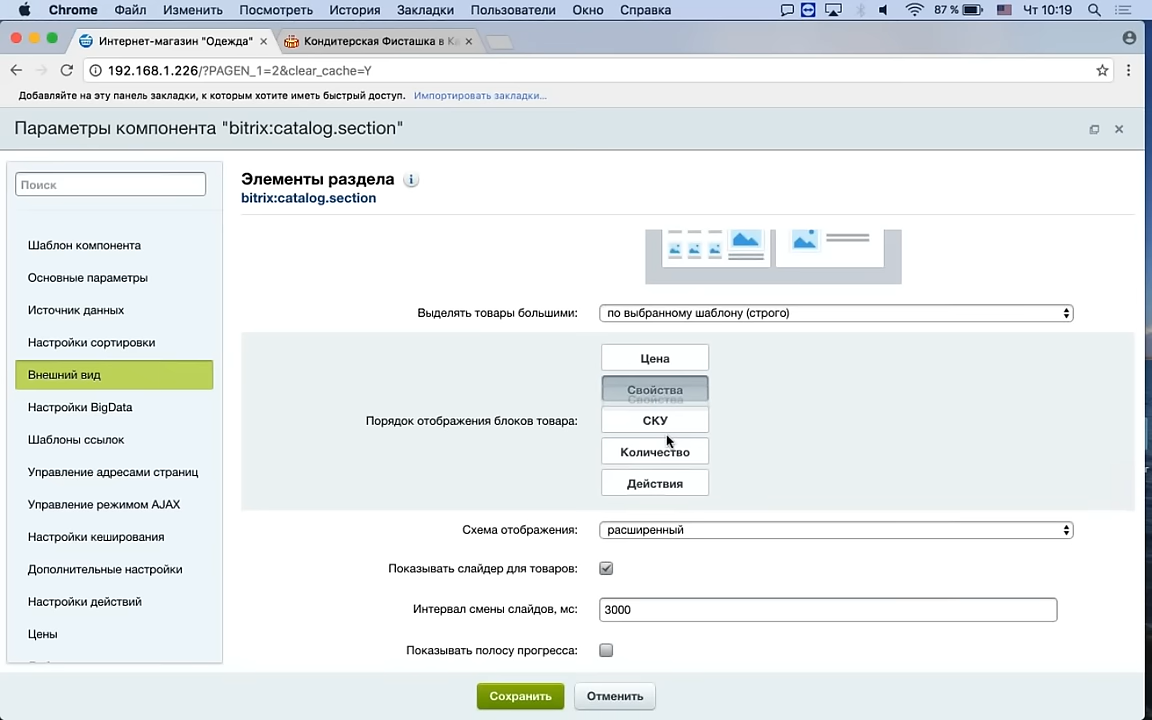 Chrome Файл Изменить Посмотреть История Закладки Пользователи Окно Справка 87 % Чт 10:19
Интернет-магазин "Одежда" × Кондитерская Фисташка в Ка ×
192.168.1.226/?PAGEN_1=2&clear_cache=Y
Добавляйте на эту панель закладки, к которым хотите иметь быстрый доступ. Импортировать закладки...
Параметры компонента "bitrix:catalog.section"
Поиск
Шаблон компонента
Основные параметры
Источник данных
Настройки сортировки
Внешний вид
Настройки BigData
Шаблоны ссылок
Управление адресами страниц
Управление режимом AJAX
Настройки кеширования
Дополнительные настройки
Настройки действий
Цены
Элементы раздела
bitrix:catalog.section
Выделять товары большими: по выбранному шаблону (строго)
Порядок отображения блоков товара:
Цена
Свойства
СКУ
Количество
Действия
Схема отображения: расширенный
Показывать слайдер для товаров:
Интервал смены слайдов, мс: 3000
Показывать полосу прогресса:
Сохранить Отменить